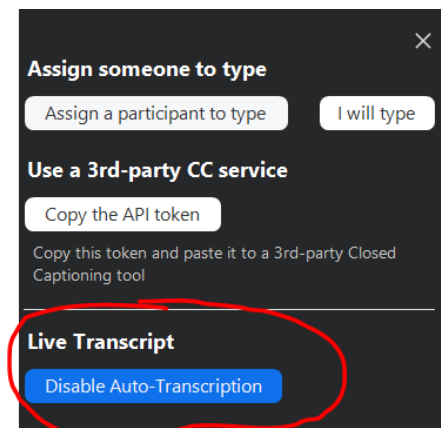 Assign someone to type
Assign a participant to type
I will type
Use a 3rd-party CC service
Copy the API token
Copy this token and paste it to a 3rd-party Closed
Captioning tool
Live Transcript
Disable Auto-Transcription